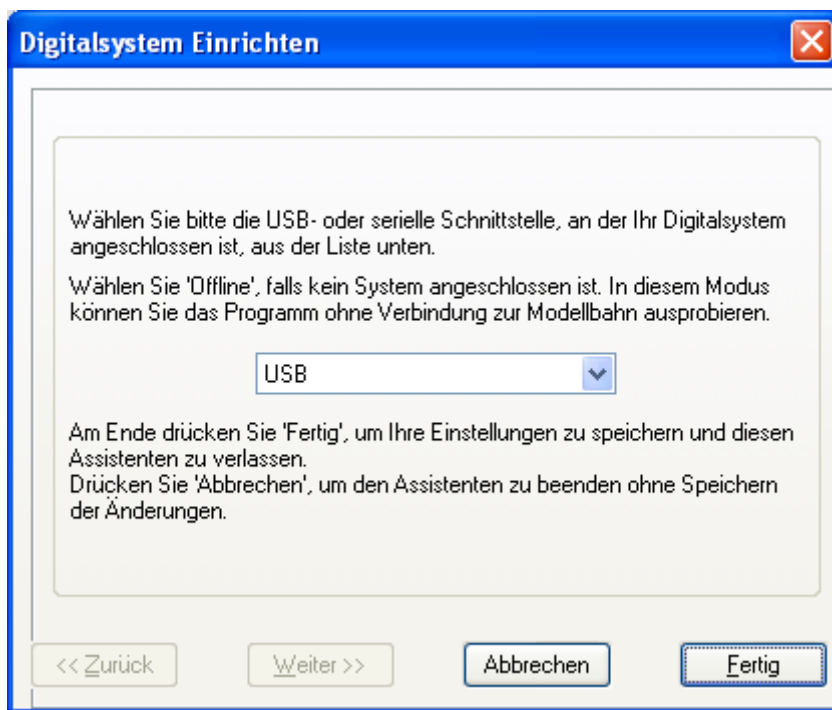 Digitalsystem Einrichten
Wählen Sie bitte die USB- oder serielle Schnittstelle, an der Ihr Digitalsystem
angeschlossen ist, aus der Liste unten.
Wählen Sie 'Offline', falls kein System angeschlossen ist. In diesem Modus
können Sie das Programm ohne Verbindung zur Modellbahn ausprobieren.
USB
Am Ende drücken Sie 'Fertig', um Ihre Einstellungen zu speichern und diesen
Assistenten zu verlassen.
Drücken Sie 'Abbrechen', um den Assistenten zu beenden ohne Speichern
der Änderungen.
<< Zurück Weiter >> Abbrechen Fertig